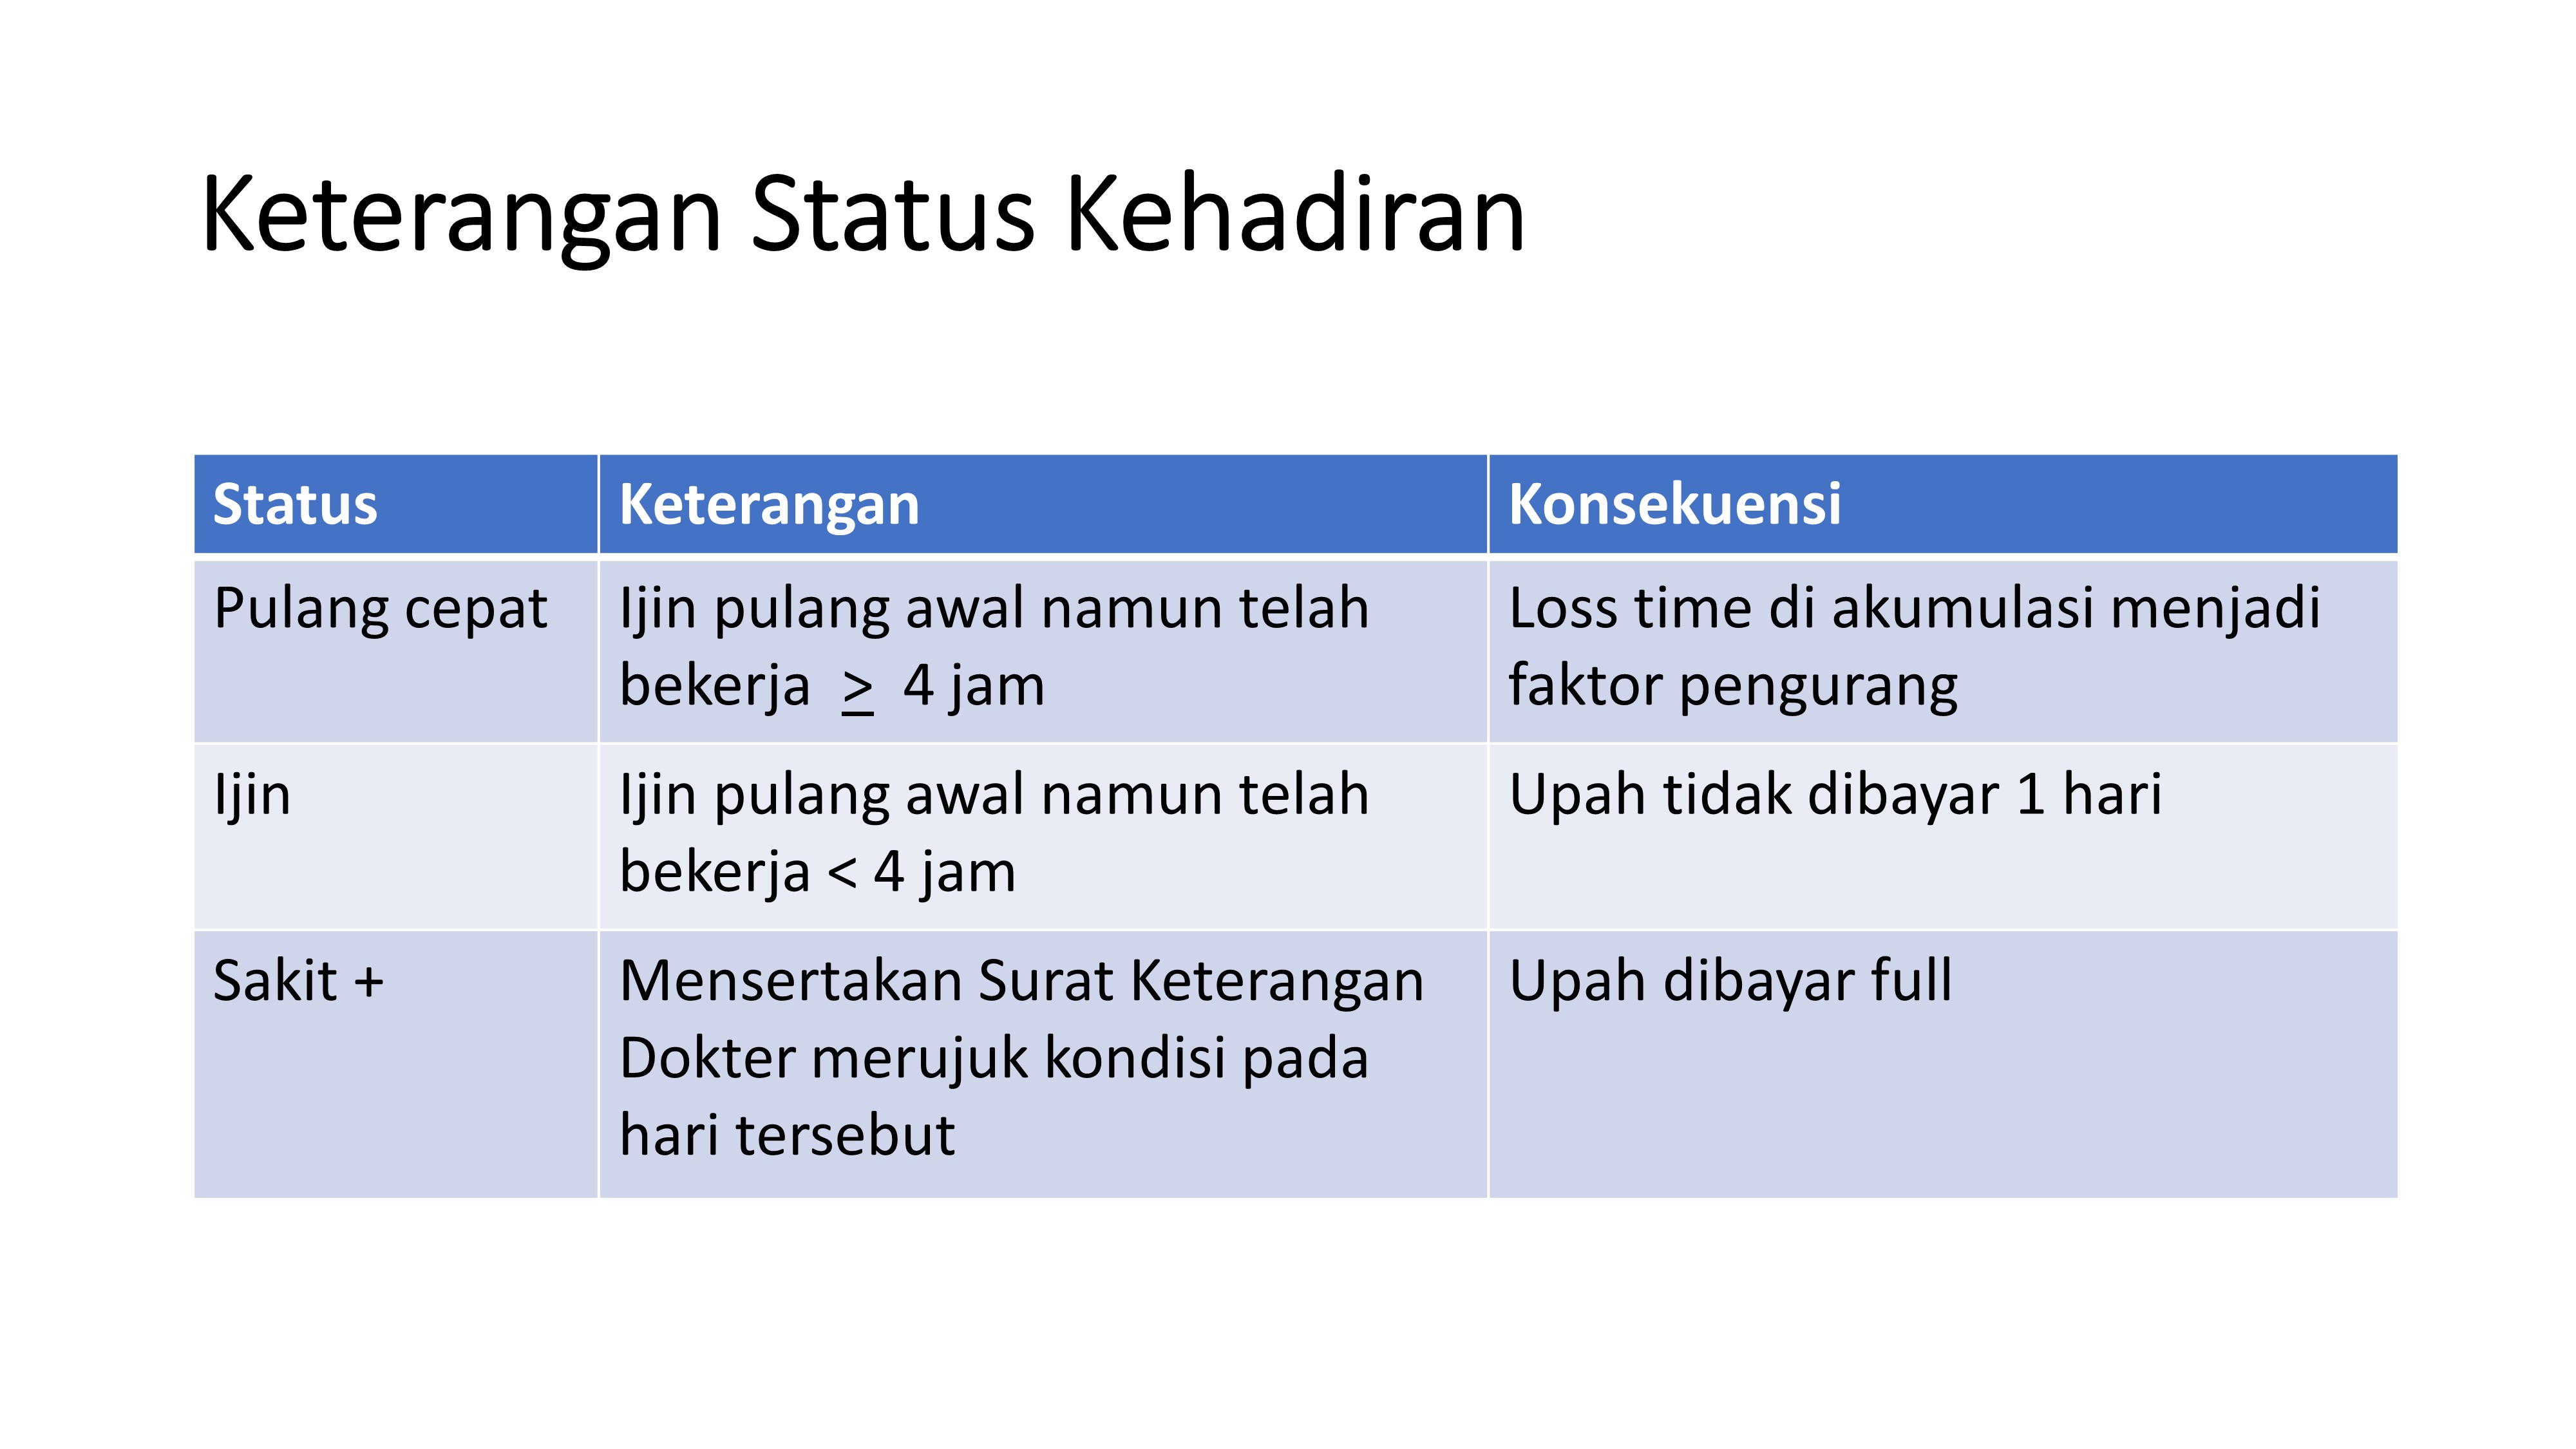 Keterangan Status Kehadiran
Status
Keterangan
Konsekuensi
Pulang cepat
Ijin pulang awal namun telah
bekerja ≥ 4 jam
Loss time di akumulasi menjadi
faktor pengurang
Ijin
Ijin pulang awal namun telah
bekerja < 4 jam
Upah tidak dibayar 1 hari
Sakit +
Mensertakan Surat Keterangan
Dokter merujuk kondisi pada
hari tersebut
Upah dibayar full